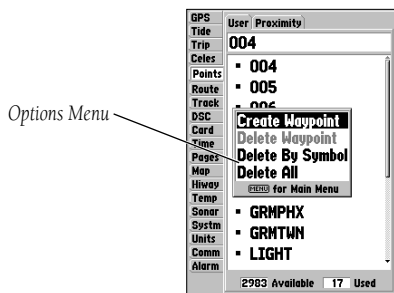 GPS
Tide
Trip
Celes
Points
Route
Track
DSC
Card
Time
Pages
Map
Hiway
Temp
Sonar
Systm
Units
Comm
Alarm
User Proximity
004
004
005
006
Create Waypoint
Delete Waypoint
Delete By Symbol
Delete All
MENU for Main Menu
GRMPHX
GRMTWN
LIGHT
2983 Available 17 Used
Options Menu